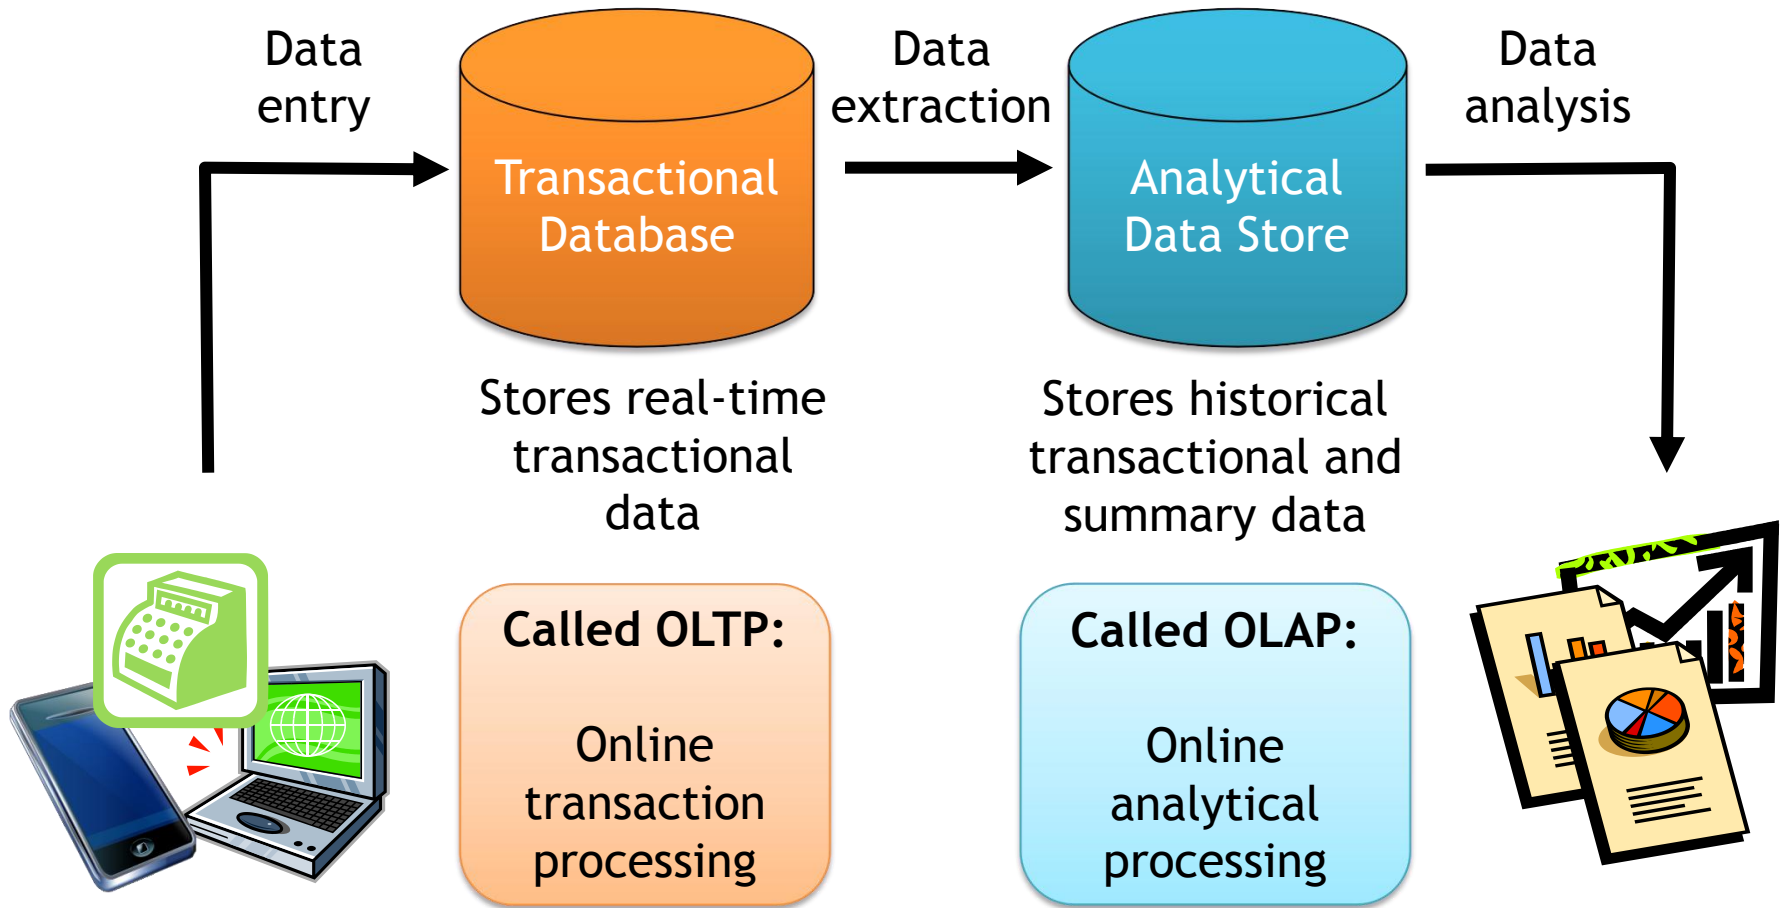 Data
entry
Transactional
Database
Data
extraction
Analytical
Data Store
Data
analysis
Stores real-time
transactional
data
Stores historical
transactional and
summary data
Called OLTP:
Online
transaction
processing
Called OLAP:
Online
analytical
processing